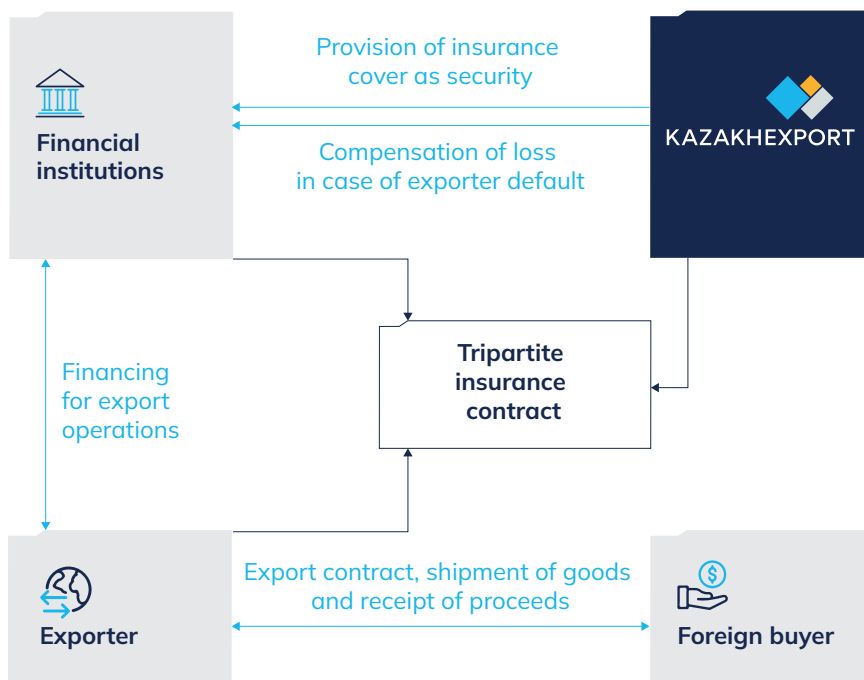 Provision of insurance
cover as security
Financial
institutions
KAZAKHEXPORT
Compensation of loss
in case of exporter default
Tripartite
insurance
contract
Financing
for export
operations
Exporter
Export contract, shipment of goods
and receipt of proceeds
Foreign buyer
$